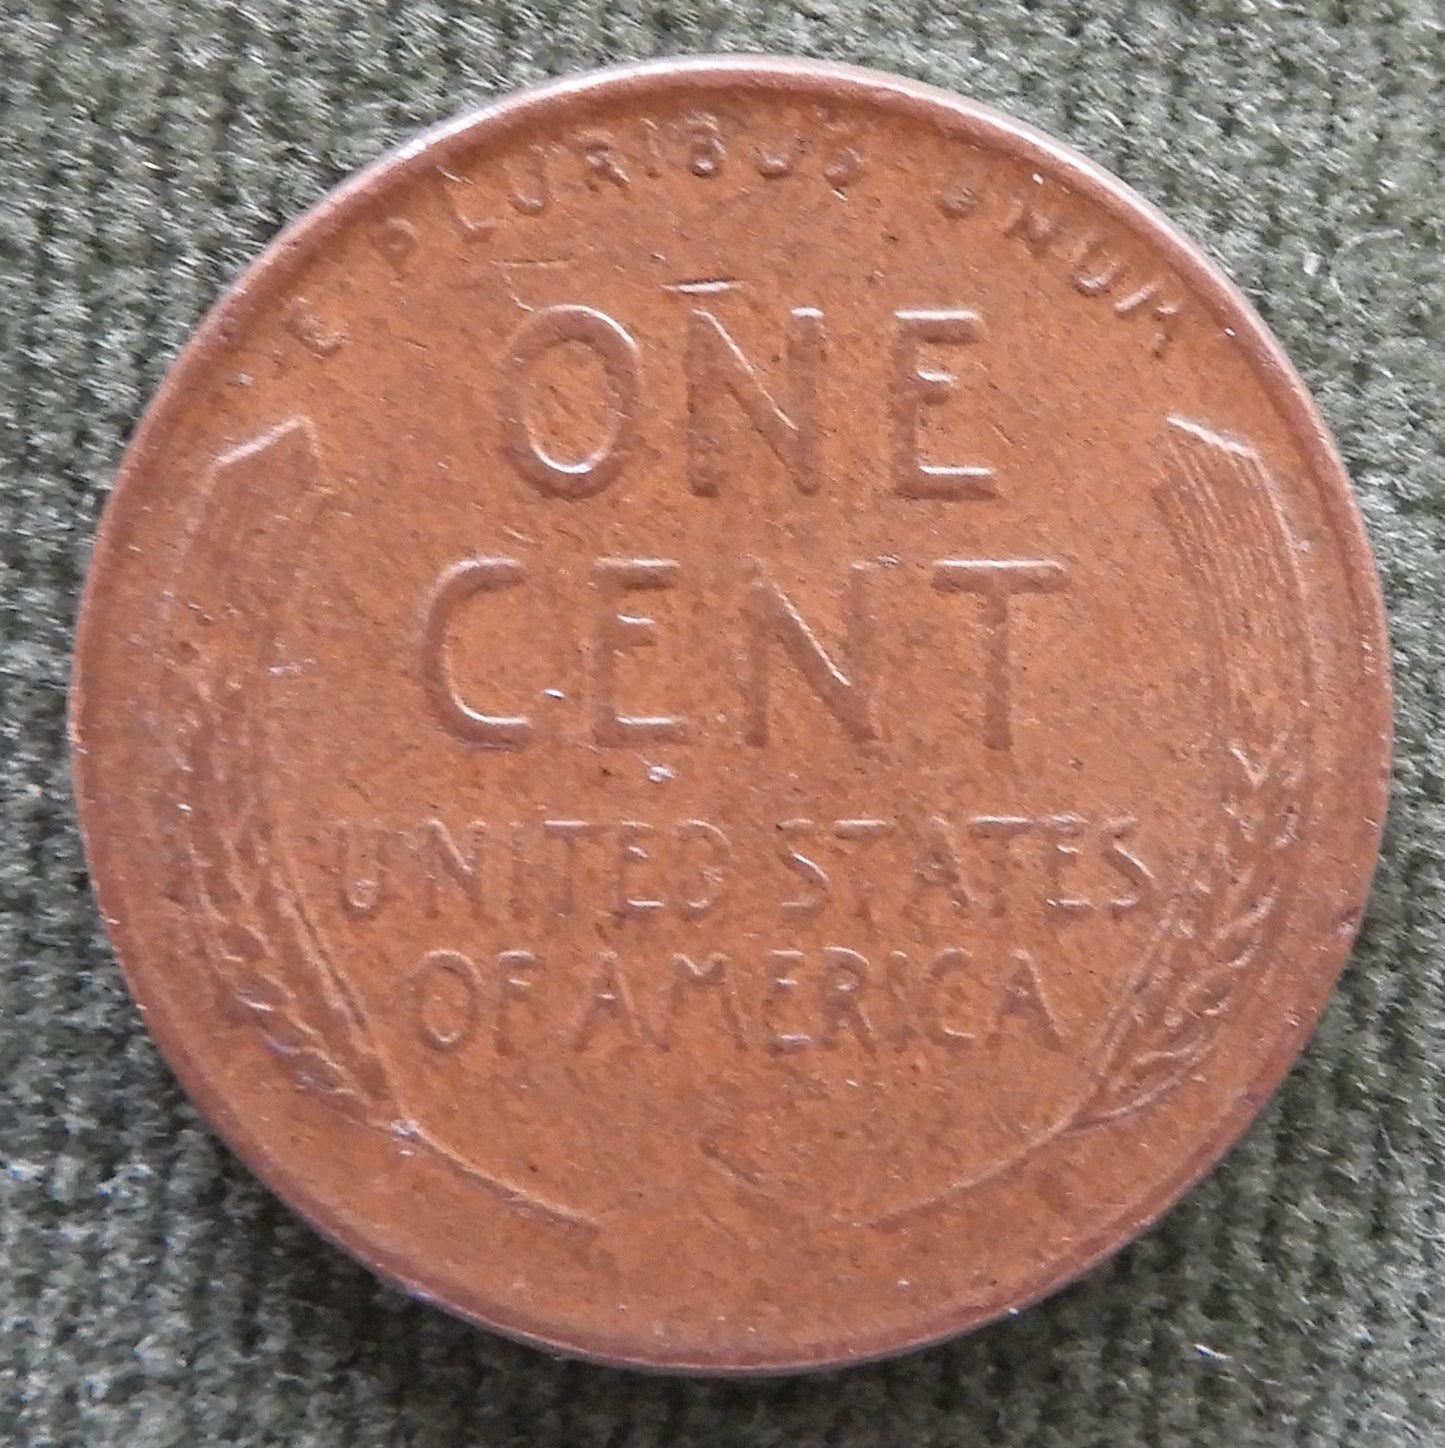 E PLURIBUS UNUM
ONE
CENT
UNITED STATES
OF AMERICA